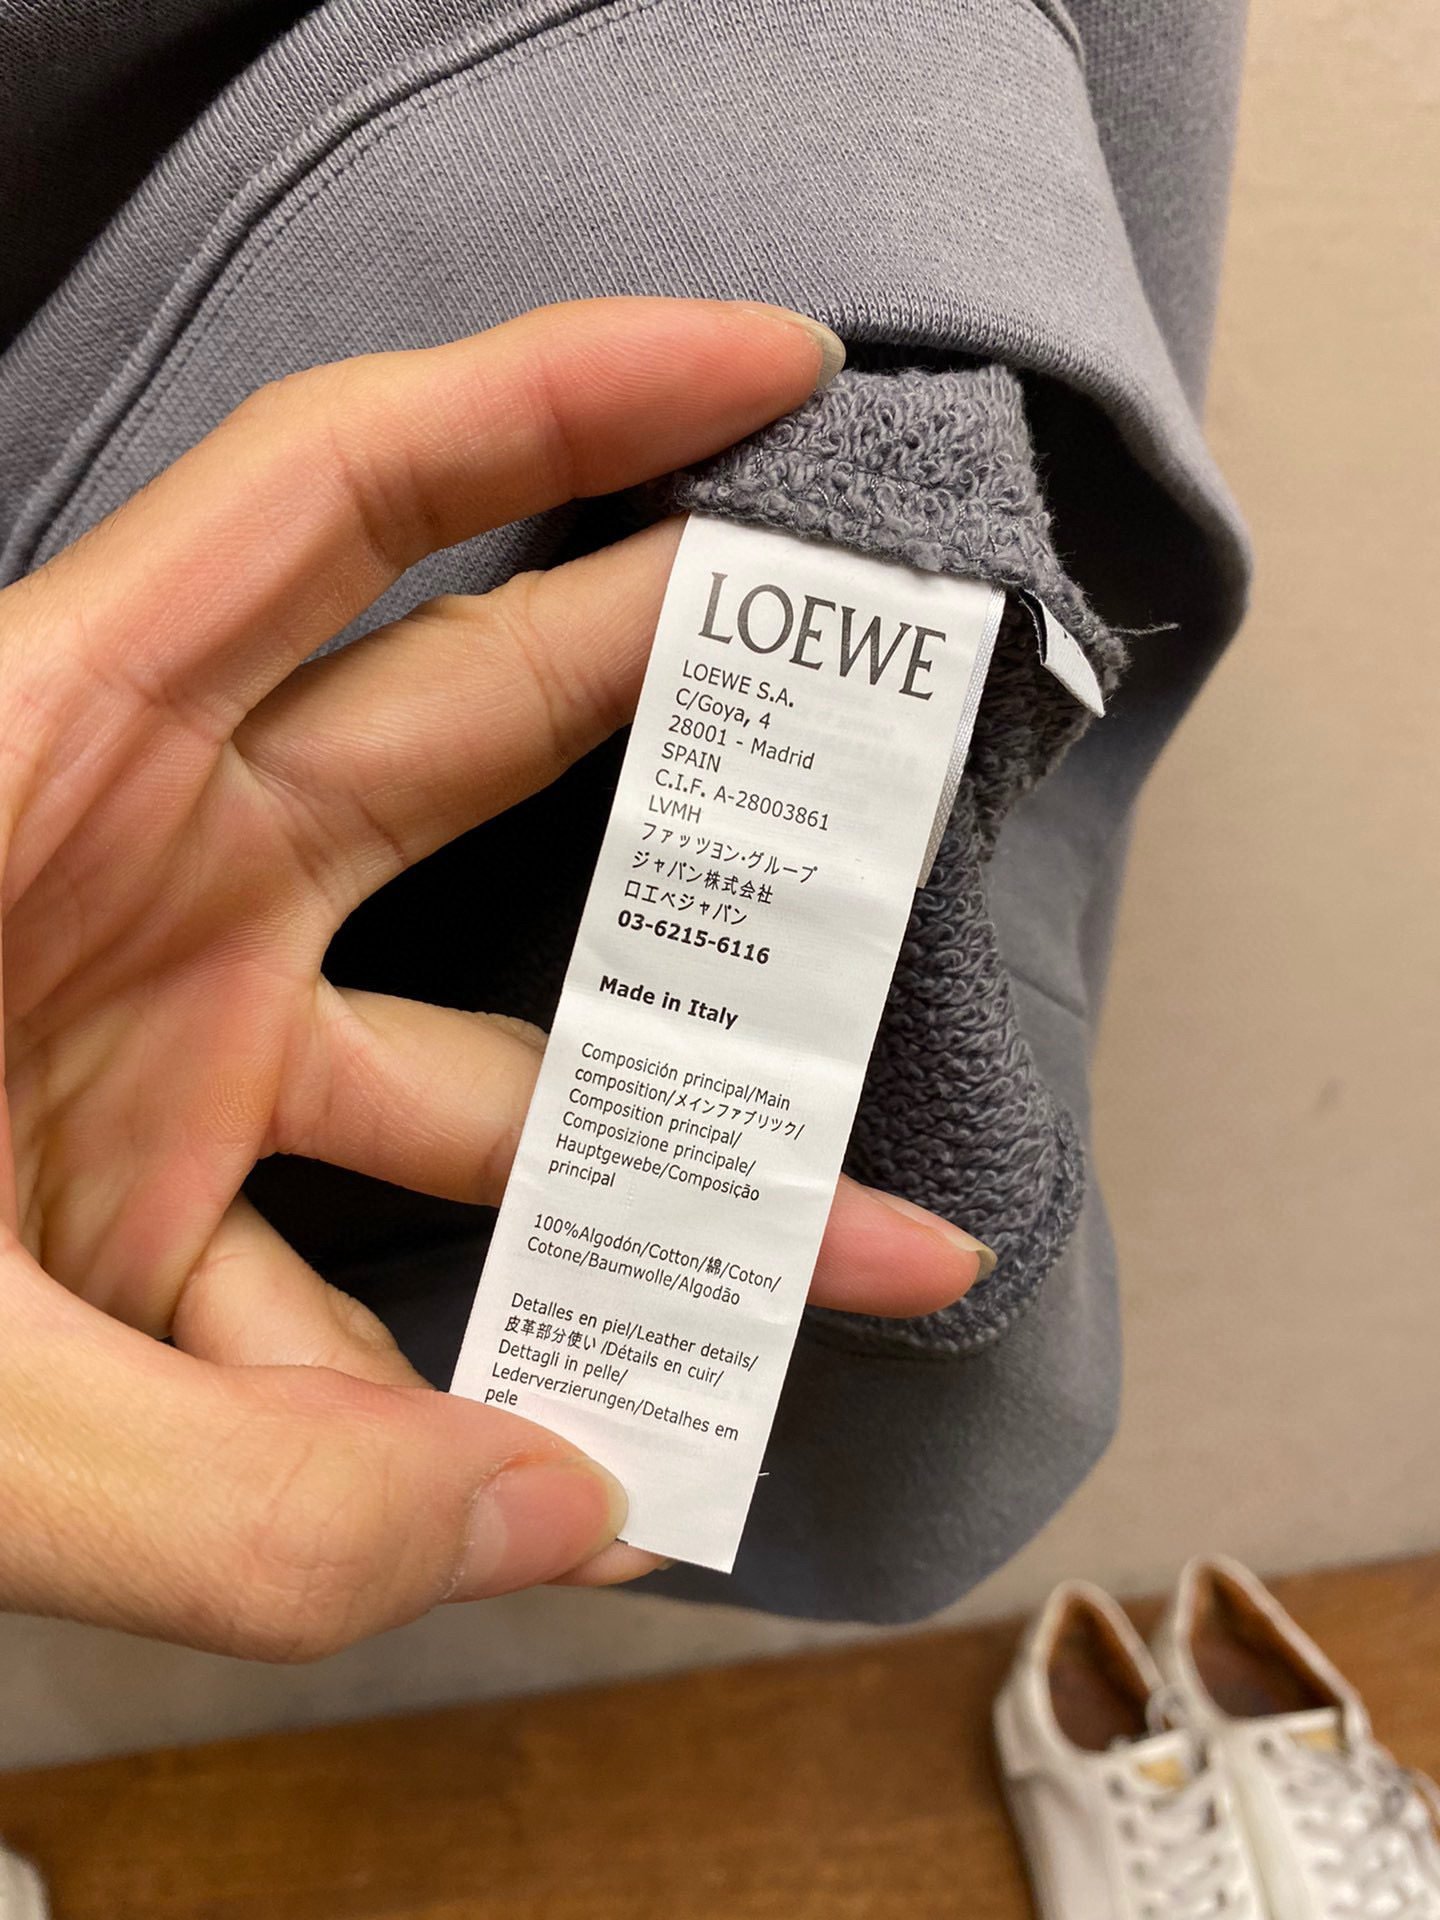 LOEWE
LOEWE S.A.
C/Goya, 4
28001 - Madrid
SPAIN
C.I.F. A-28003861
LVMH
ファッツヨン·グループ
ジャパン株式会社
口エベジャパン
03-6215-6116
Made in Italy
Composición principal/Main
composition/メインファブリツク/
Composition principal/
Composizione principale/
Hauptgewebe/Composição
principal
100%Algodón/Cotton/綿/Coton/
Cotone/Baumwolle/Algodão
Detalles en piel/Leather details/
皮革部分使い /Détails en cuir/
Dettagli in pelle/
Lederverzierungen/Detalhes em
pele